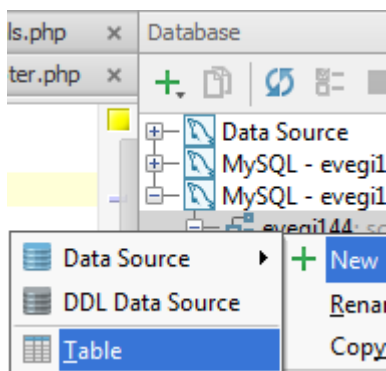 ls.php × Database
ter.php ×
Data Source
MySQL - evegi1
MySQL - evegi1
evegi144: sc
Data Source New
DDL Data Source Renar
Table Copy